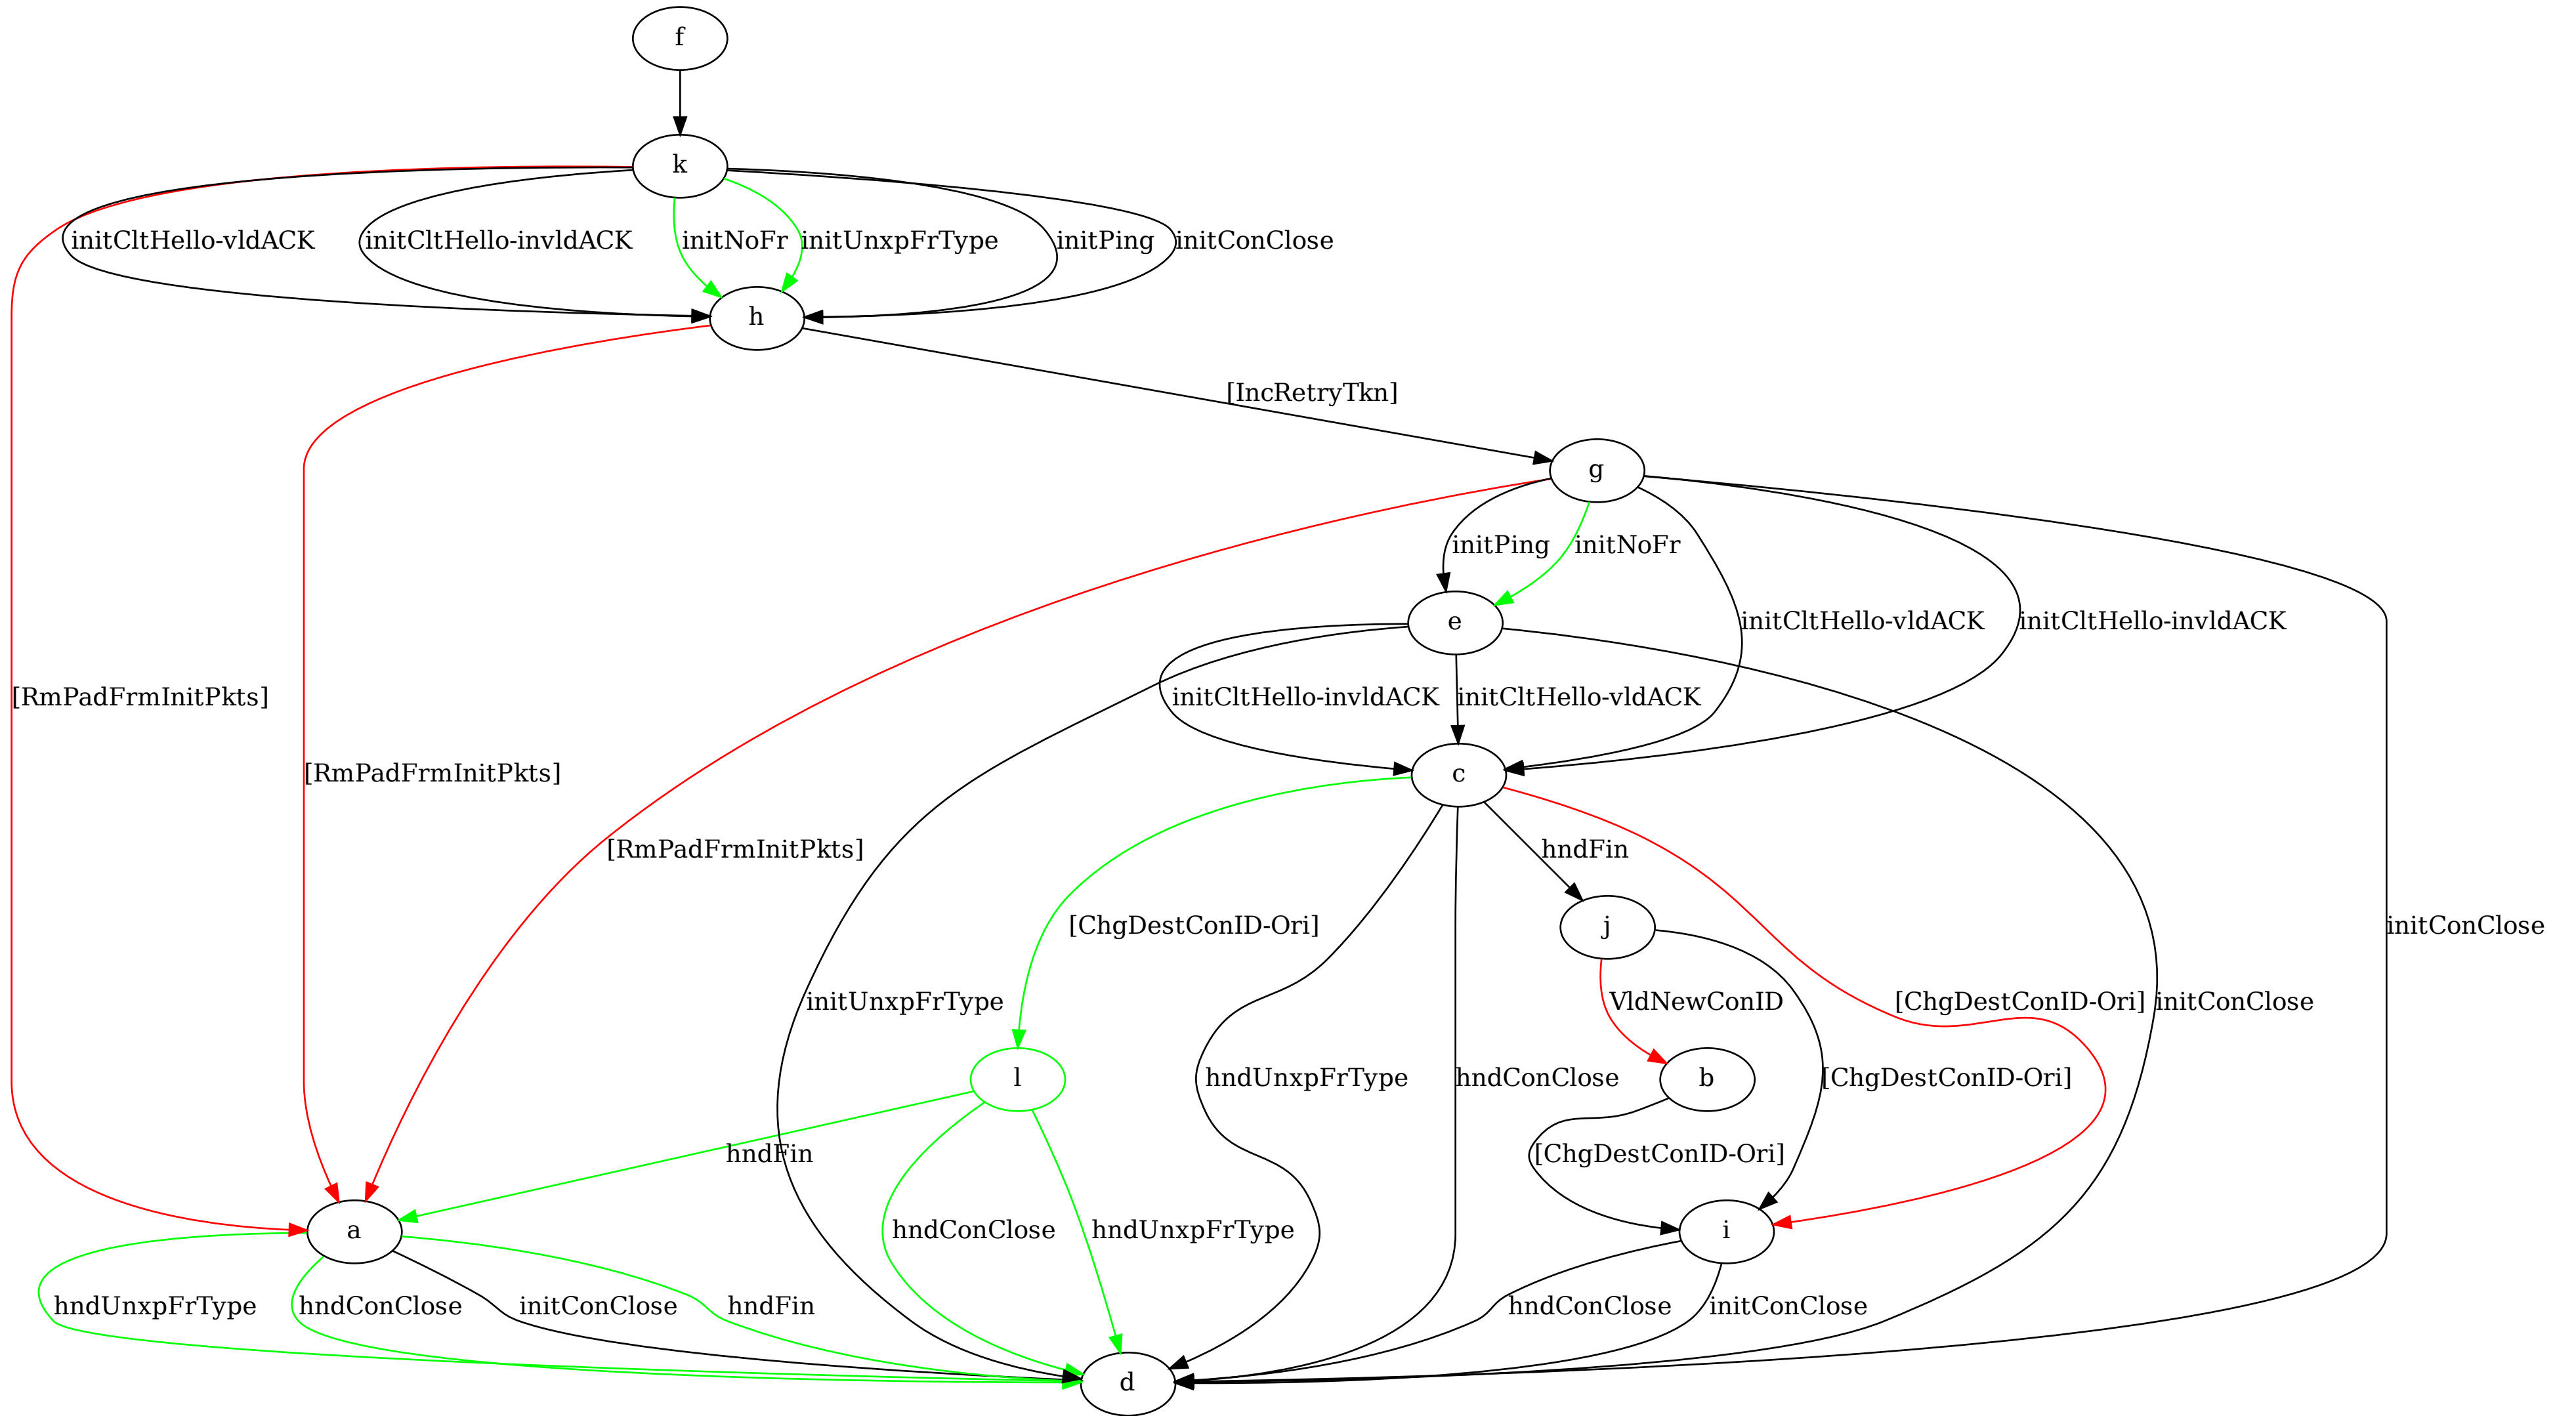 f
k
initCltHello-vldACK
initCltHello-invldACK
initNoFr
initUnxpFrType
initPing
initConClose
h
[IncRetryTkn]
g
initPing
initNoFr
e
initCltHello-vldACK
initCltHello-invldACK
[RmPadFrmInitPkts]
initCltHello-invldACK
initCltHello-vldACK
[RmPadFrmInitPkts]
c
[RmPadFrmInitPkts]
hndFin
[ChgDestConID-Ori]
j
initConClose
initUnxpFrType
VldNewConID
[ChgDestConID-Ori]
initConClose
l
hndUnxpFrType
hndConClose
b
[ChgDestConID-Ori]
hndFin
[ChgDestConID-Ori]
a
hndConClose
hndUnxpFrType
i
hndUnxpFrType
hndConClose
initConClose
hndFin
hndConClose
initConClose
d